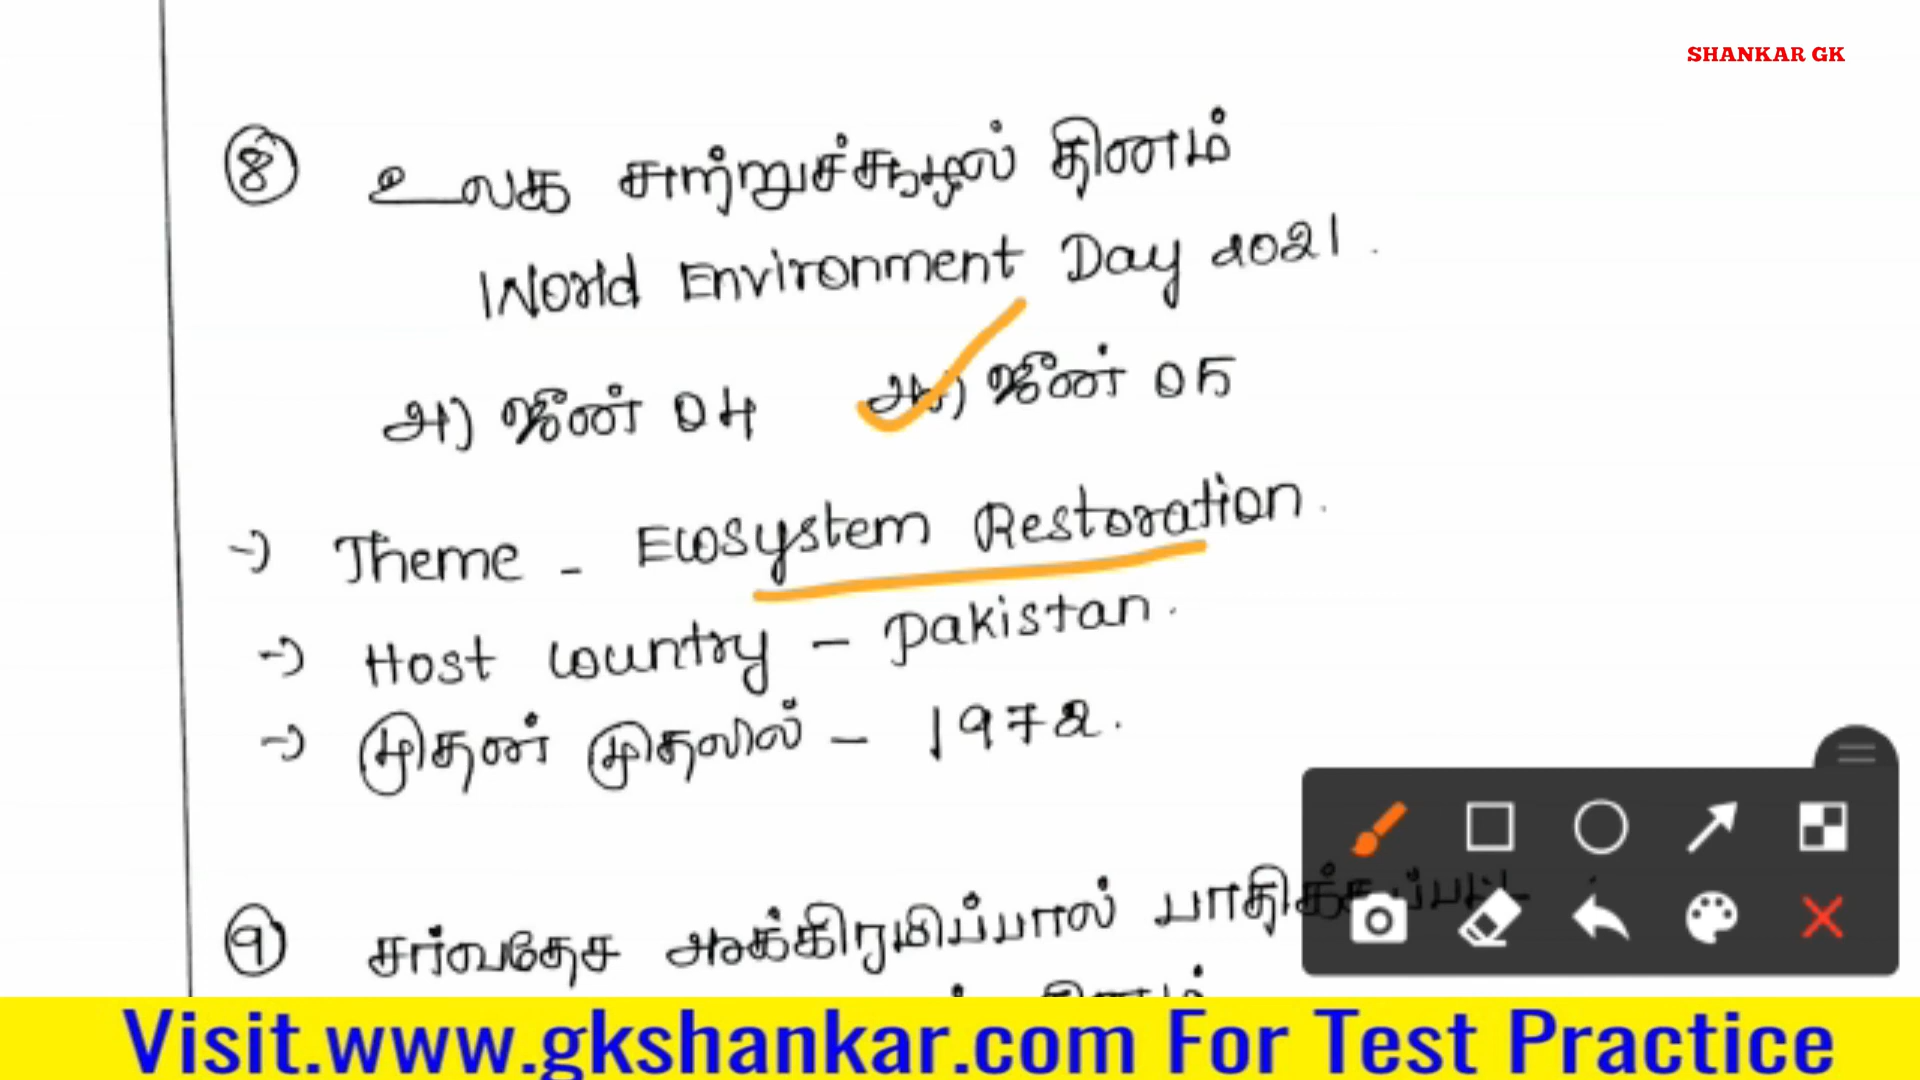 SHANKAR GK
8 உலக சுற்றுச்சூழல் தினம்
World Environment Day 2021.
அ) ஜீன் 04 ஆ) ஜீன் 05
-) Theme - Ecosystem Restoration.
-) Host Country - Pakistan.
-) முதன் முதலில் - 1972.
9 சர்வதேச ஆக்கிரமிப்பால்
Visit.www.gkshankar.com For Test Practice